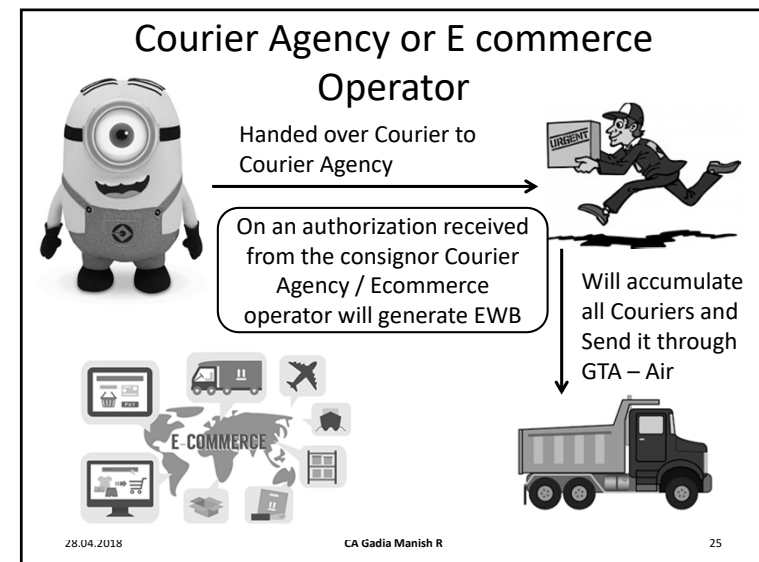 Courier Agency or E commerce
Operator
Handed over Courier to
Courier Agency
URGENT
On an authorization received
from the consignor Courier
Agency / Ecommerce
operator will generate EWB
Will accumulate
all Couriers and
Send it through
GTA – Air
PAY
E-COMMERCE
28.04.2018
CA Gadia Manish R
25